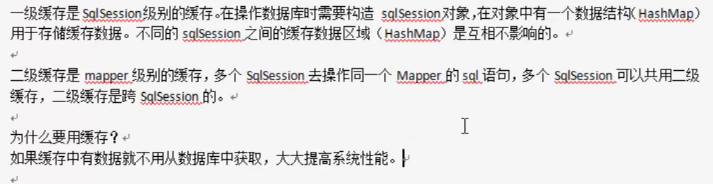 一级缓存是 SqlSession级别的缓存。在操作数据库时需要构造 sqlSession对象,在对象中有一个数据结构(HashMap)
用于存储缓存数据。不同的 sqlSession 之间的缓存数据区域(HashMap)是互相不影响的。
二级缓存是 mapper 级别的缓存,多个 SqlSession 去操作同一个 Mapper 的 sql 语句,多个 SqlSession 可以共用二级
缓存,二级缓存是跨 SqlSession 的。
为什么要用缓存?
如果缓存中有数据就不用从数据库中获取,大大提高系统性能。